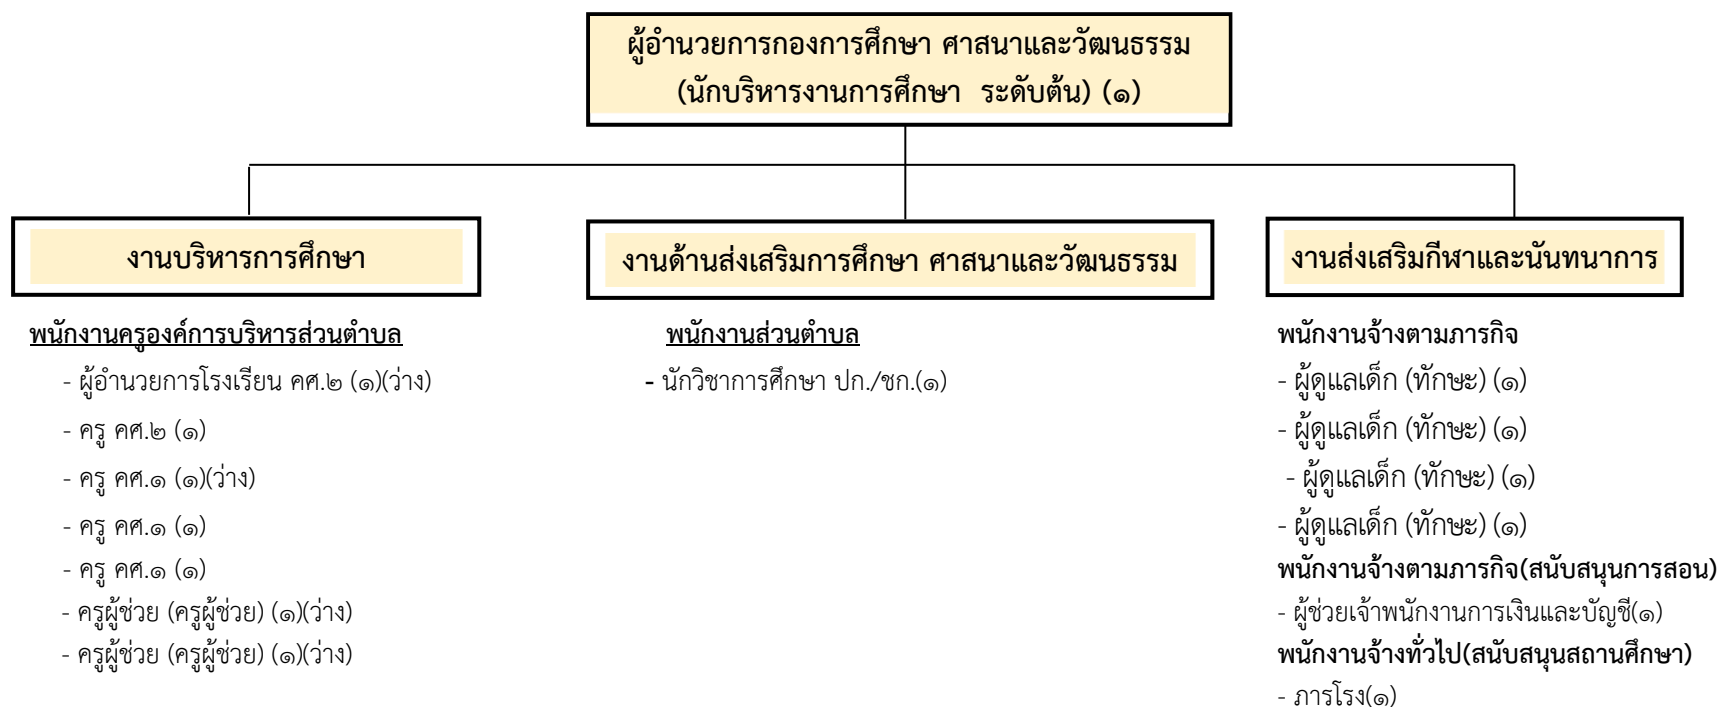 ผู้อำนวยการกองการศึกษา ศาสนาและวัฒนธรรม
(นักบริหารงานการศึกษา ระดับต้น) (๑)
งานบริหารการศึกษา
พนักงานครูองค์การบริหารส่วนตำบล
- ผู้อำนวยการโรงเรียน คศ.๒ (๑)(ว่าง)
- ครู คศ.๒ (๑)
- ครู คศ.๑ (๑)(ว่าง)
- ครู คศ.๑ (๑)
- ครู คศ.๑ (๑)
- ครูผู้ช่วย (ครูผู้ช่วย) (๑)(ว่าง)
- ครูผู้ช่วย (ครูผู้ช่วย) (๑)(ว่าง)
งานด้านส่งเสริมการศึกษา ศาสนาและวัฒนธรรม
พนักงานส่วนตำบล
- นักวิชาการศึกษา ปก./ชก.(๑)
งานส่งเสริมกีฬาและนันทนาการ
พนักงานจ้างตามภารกิจ
- ผู้ดูแลเด็ก (ทักษะ) (๑)
- ผู้ดูแลเด็ก (ทักษะ) (๑)
- ผู้ดูแลเด็ก (ทักษะ) (๑)
- ผู้ดูแลเด็ก (ทักษะ) (๑)
พนักงานจ้างตามภารกิจ(สนับสนุนการสอน)
- ผู้ช่วยเจ้าพนักงานการเงินและบัญชี(๑)
พนักงานจ้างทั่วไป(สนับสนุนสถานศึกษา)
- ภารโรง(๑)